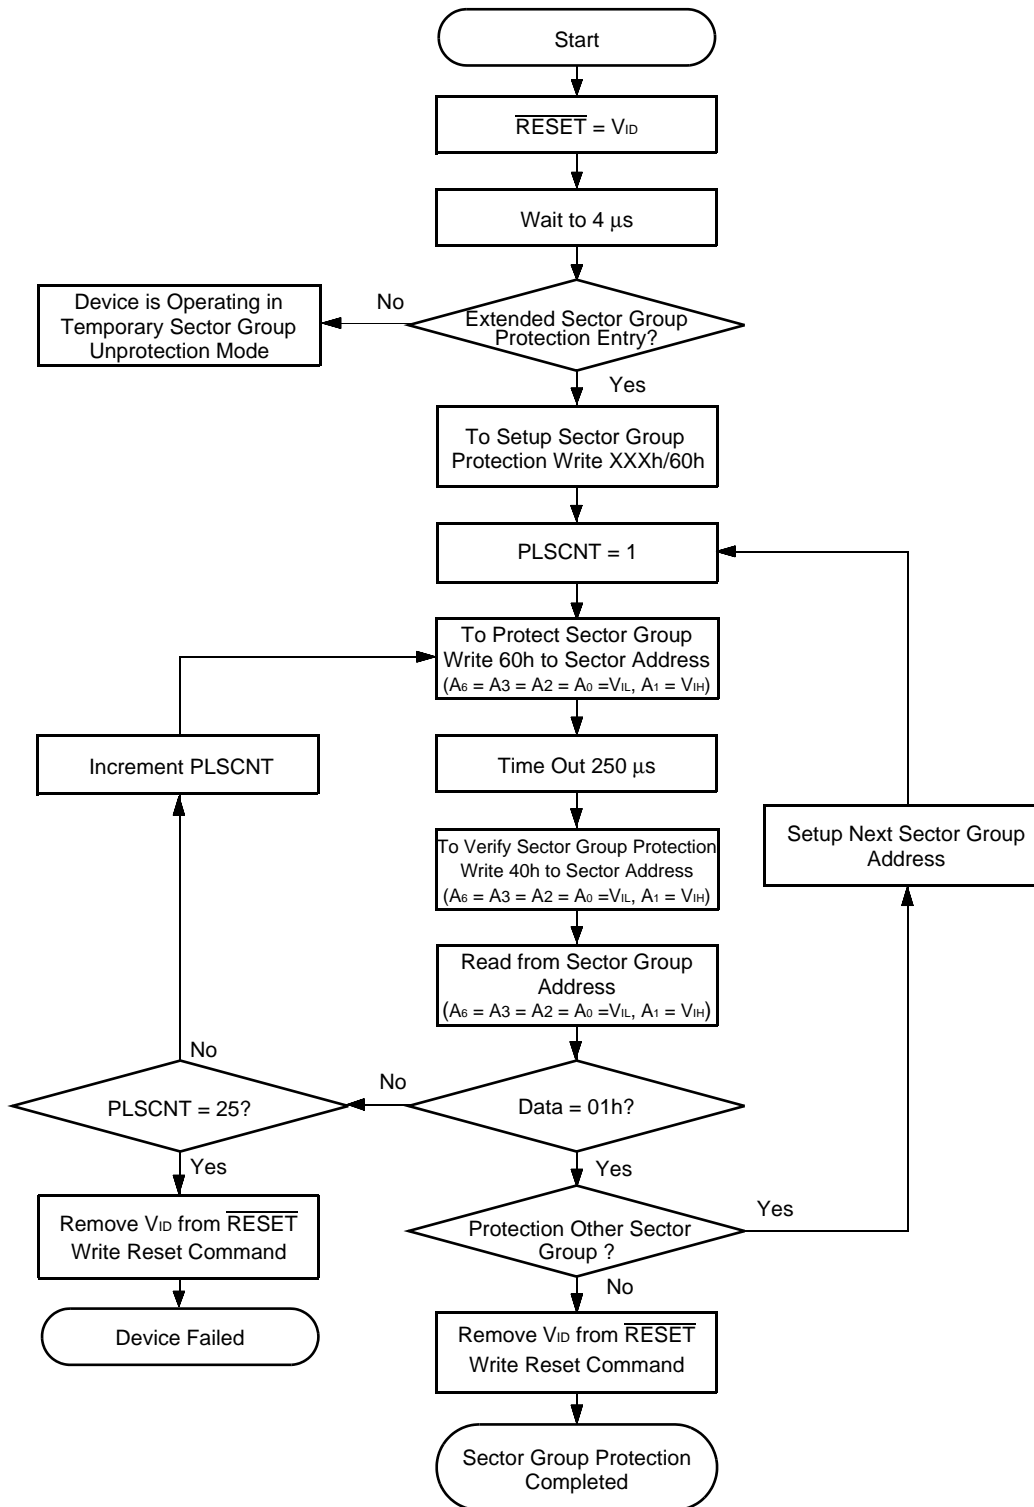 Start
RESET = VID
Wait to 4 μs
Device is Operating in
Temporary Sector Group
Unprotection Mode
No
Extended Sector Group
Protection Entry?
Yes
To Setup Sector Group
Protection Write XXXh/60h
PLSCNT = 1
To Protect Sector Group
Write 60h to Sector Address
(A6 = A3 = A2 = A0 =VIL, A1 = VIH)
Increment PLSCNT
Time Out 250 μs
Setup Next Sector Group
Address
To Verify Sector Group Protection
Write 40h to Sector Address
(A6 = A3 = A2 = A0 =VIL, A1 = VIH)
Read from Sector Group
Address
(A6 = A3 = A2 = A0 =VIL, A1 = VIH)
No
No
PLSCNT = 25?
Data = 01h?
Yes
Yes
Yes
Protection Other Sector
Group ?
Remove VID from RESET
Write Reset Command
No
Device Failed
Remove VID from RESET
Write Reset Command
Sector Group Protection
Completed